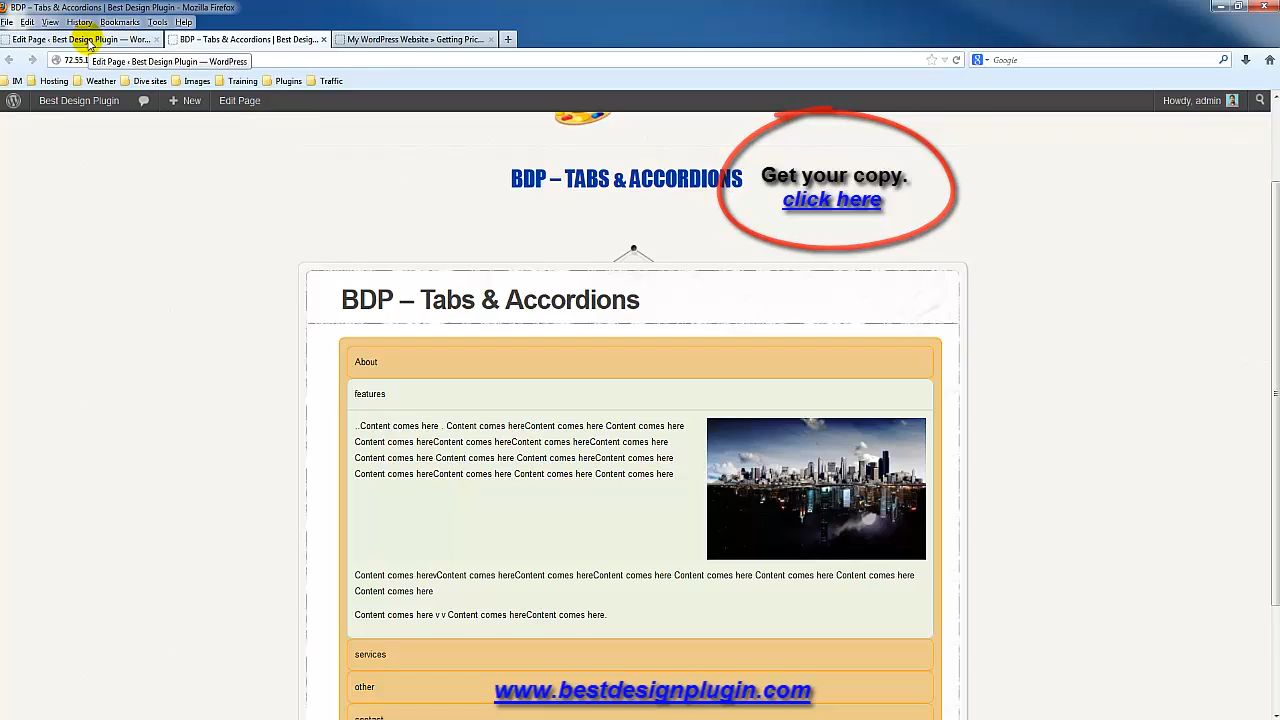 BDP – Tabs & Accordions | Best Design Plugin - Mozilla Firefox
File Edit View History Bookmarks Tools Help
Edit Page ‹ Best Design Plugin — Wor... BDP – Tabs & Accordions | Best Desig... My WordPress Website » Getting Pric...
72.55.1 Edit Page ‹ Best Design Plugin — WordPress Google
IM Hosting Weather Dive sites Images Training Plugins Traffic
Best Design Plugin New Edit Page Howdy, admin
BDP – TABS & ACCORDIONS
Get your copy.
click here
BDP – Tabs & Accordions
About
features
..Content comes here . Content comes hereContent comes here Content comes here
Content comes hereContent comes hereContent comes hereContent comes here
Content comes here Content comes here Content comes hereContent comes here
Content comes hereContent comes here Content comes here Content comes here
Content comes herevContent comes hereContent comes hereContent comes here Content comes here Content comes here Content comes here
Content comes here
Content comes here v v Content comes hereContent comes here.
services
other
www.bestdesignplugin.com
contact